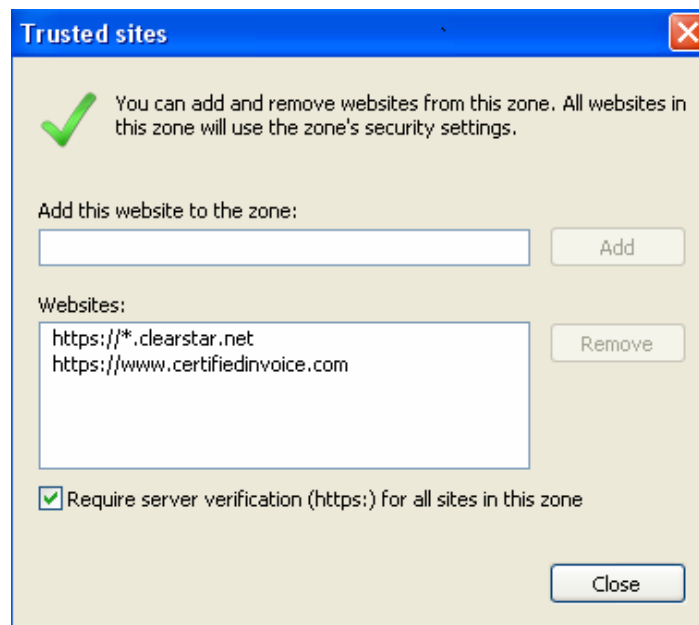 Trusted sites
You can add and remove websites from this zone. All websites in
this zone will use the zone's security settings.
Add this website to the zone:
Add
Websites:
https://*.clearstar.net
https://www.certifiedinvoice.com
Remove
Require server verification (https:) for all sites in this zone
Close